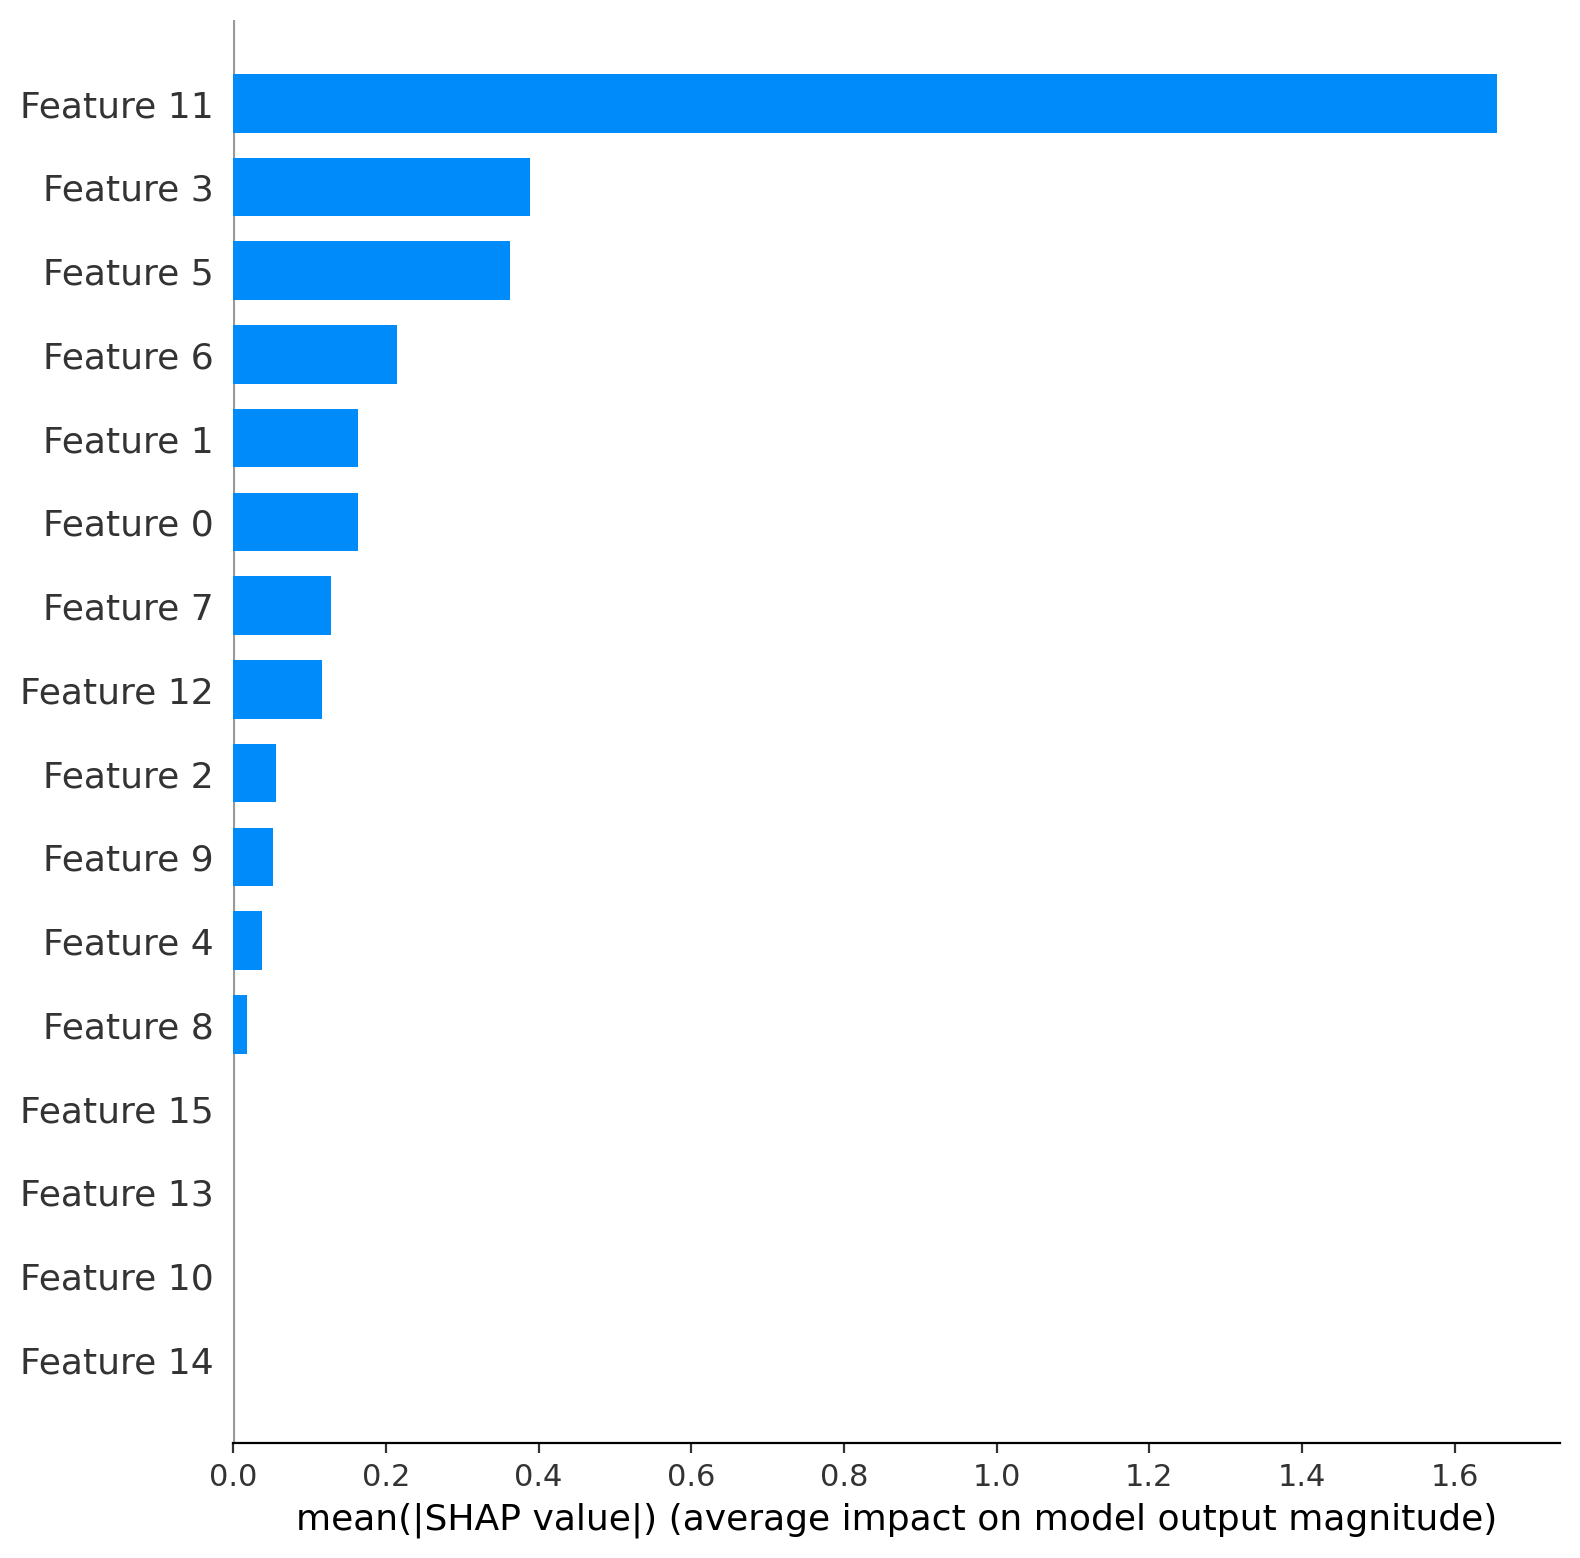 Feature 11
Feature 3
Feature 5
Feature 6
Feature 1
Feature 0
Feature 7
Feature 12
Feature 2
Feature 9
Feature 4
Feature 8
Feature 15
Feature 13
Feature 10
Feature 14
0.0 0.2 0.4 0.6 0.8 1.0 1.2 1.4 1.6
mean(|SHAP value|) (average impact on model output magnitude)